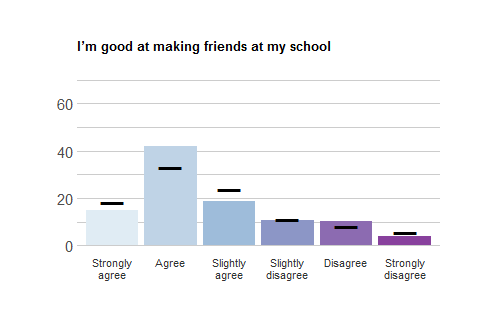 I'm good at making friends at my school
60
40
20
0
Strongly agree
Agree
Slightly agree
Slightly disagree
Disagree
Strongly disagree